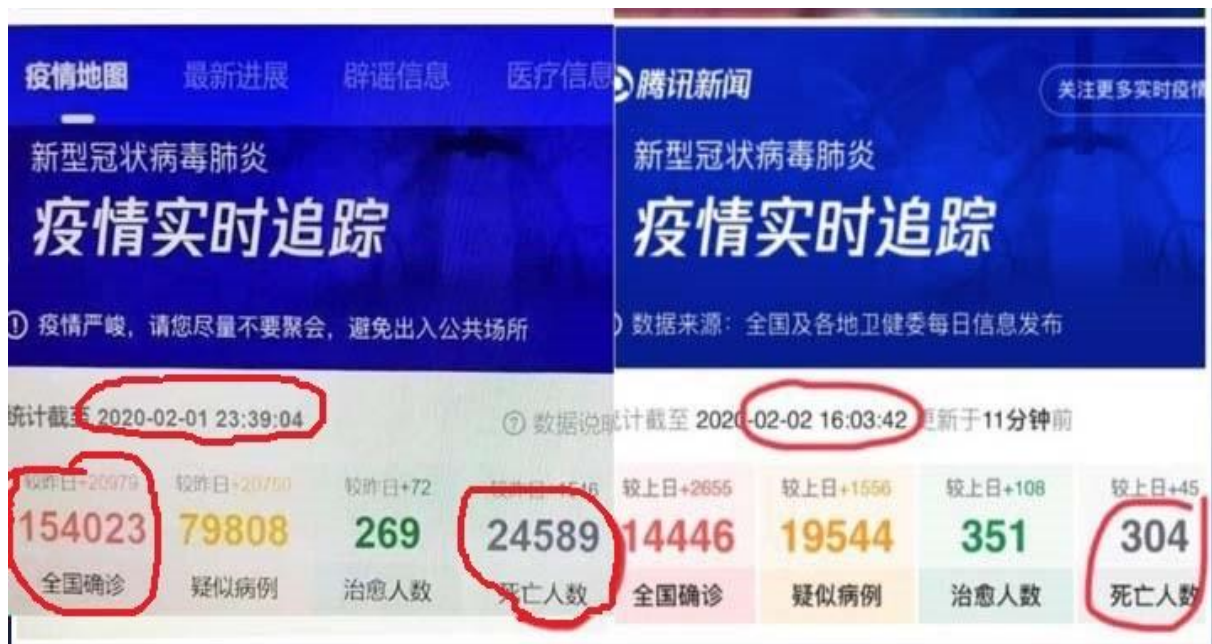 疫情地图 最新进展 辟谣信息 医疗信息
新型冠状病毒肺炎
疫情实时追踪
疫情严峻，请您尽量不要聚会，避免出入公共场所
统计截至 2020-02-01 23:39:04
数据说
较昨日+20979 较昨日+20750 较昨日+72
154023 79808 269 24589
全国确诊 疑似病例 治愈人数 死亡人数
腾讯新闻
关注更多实时疫情
新型冠状病毒肺炎
疫情实时追踪
数据来源：全国及各地卫健委每日信息发布
计截至 2020-02-02 16:03:42 更新于11分钟前
较上日+2655 较上日+1556 较上日+108 较上日+45
14446 19544 351 304
全国确诊 疑似病例 治愈人数 死亡人数